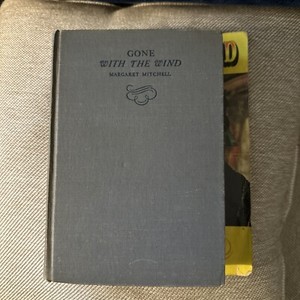 GONE
WITH THE WIND
MARGARET MITCHELL
D